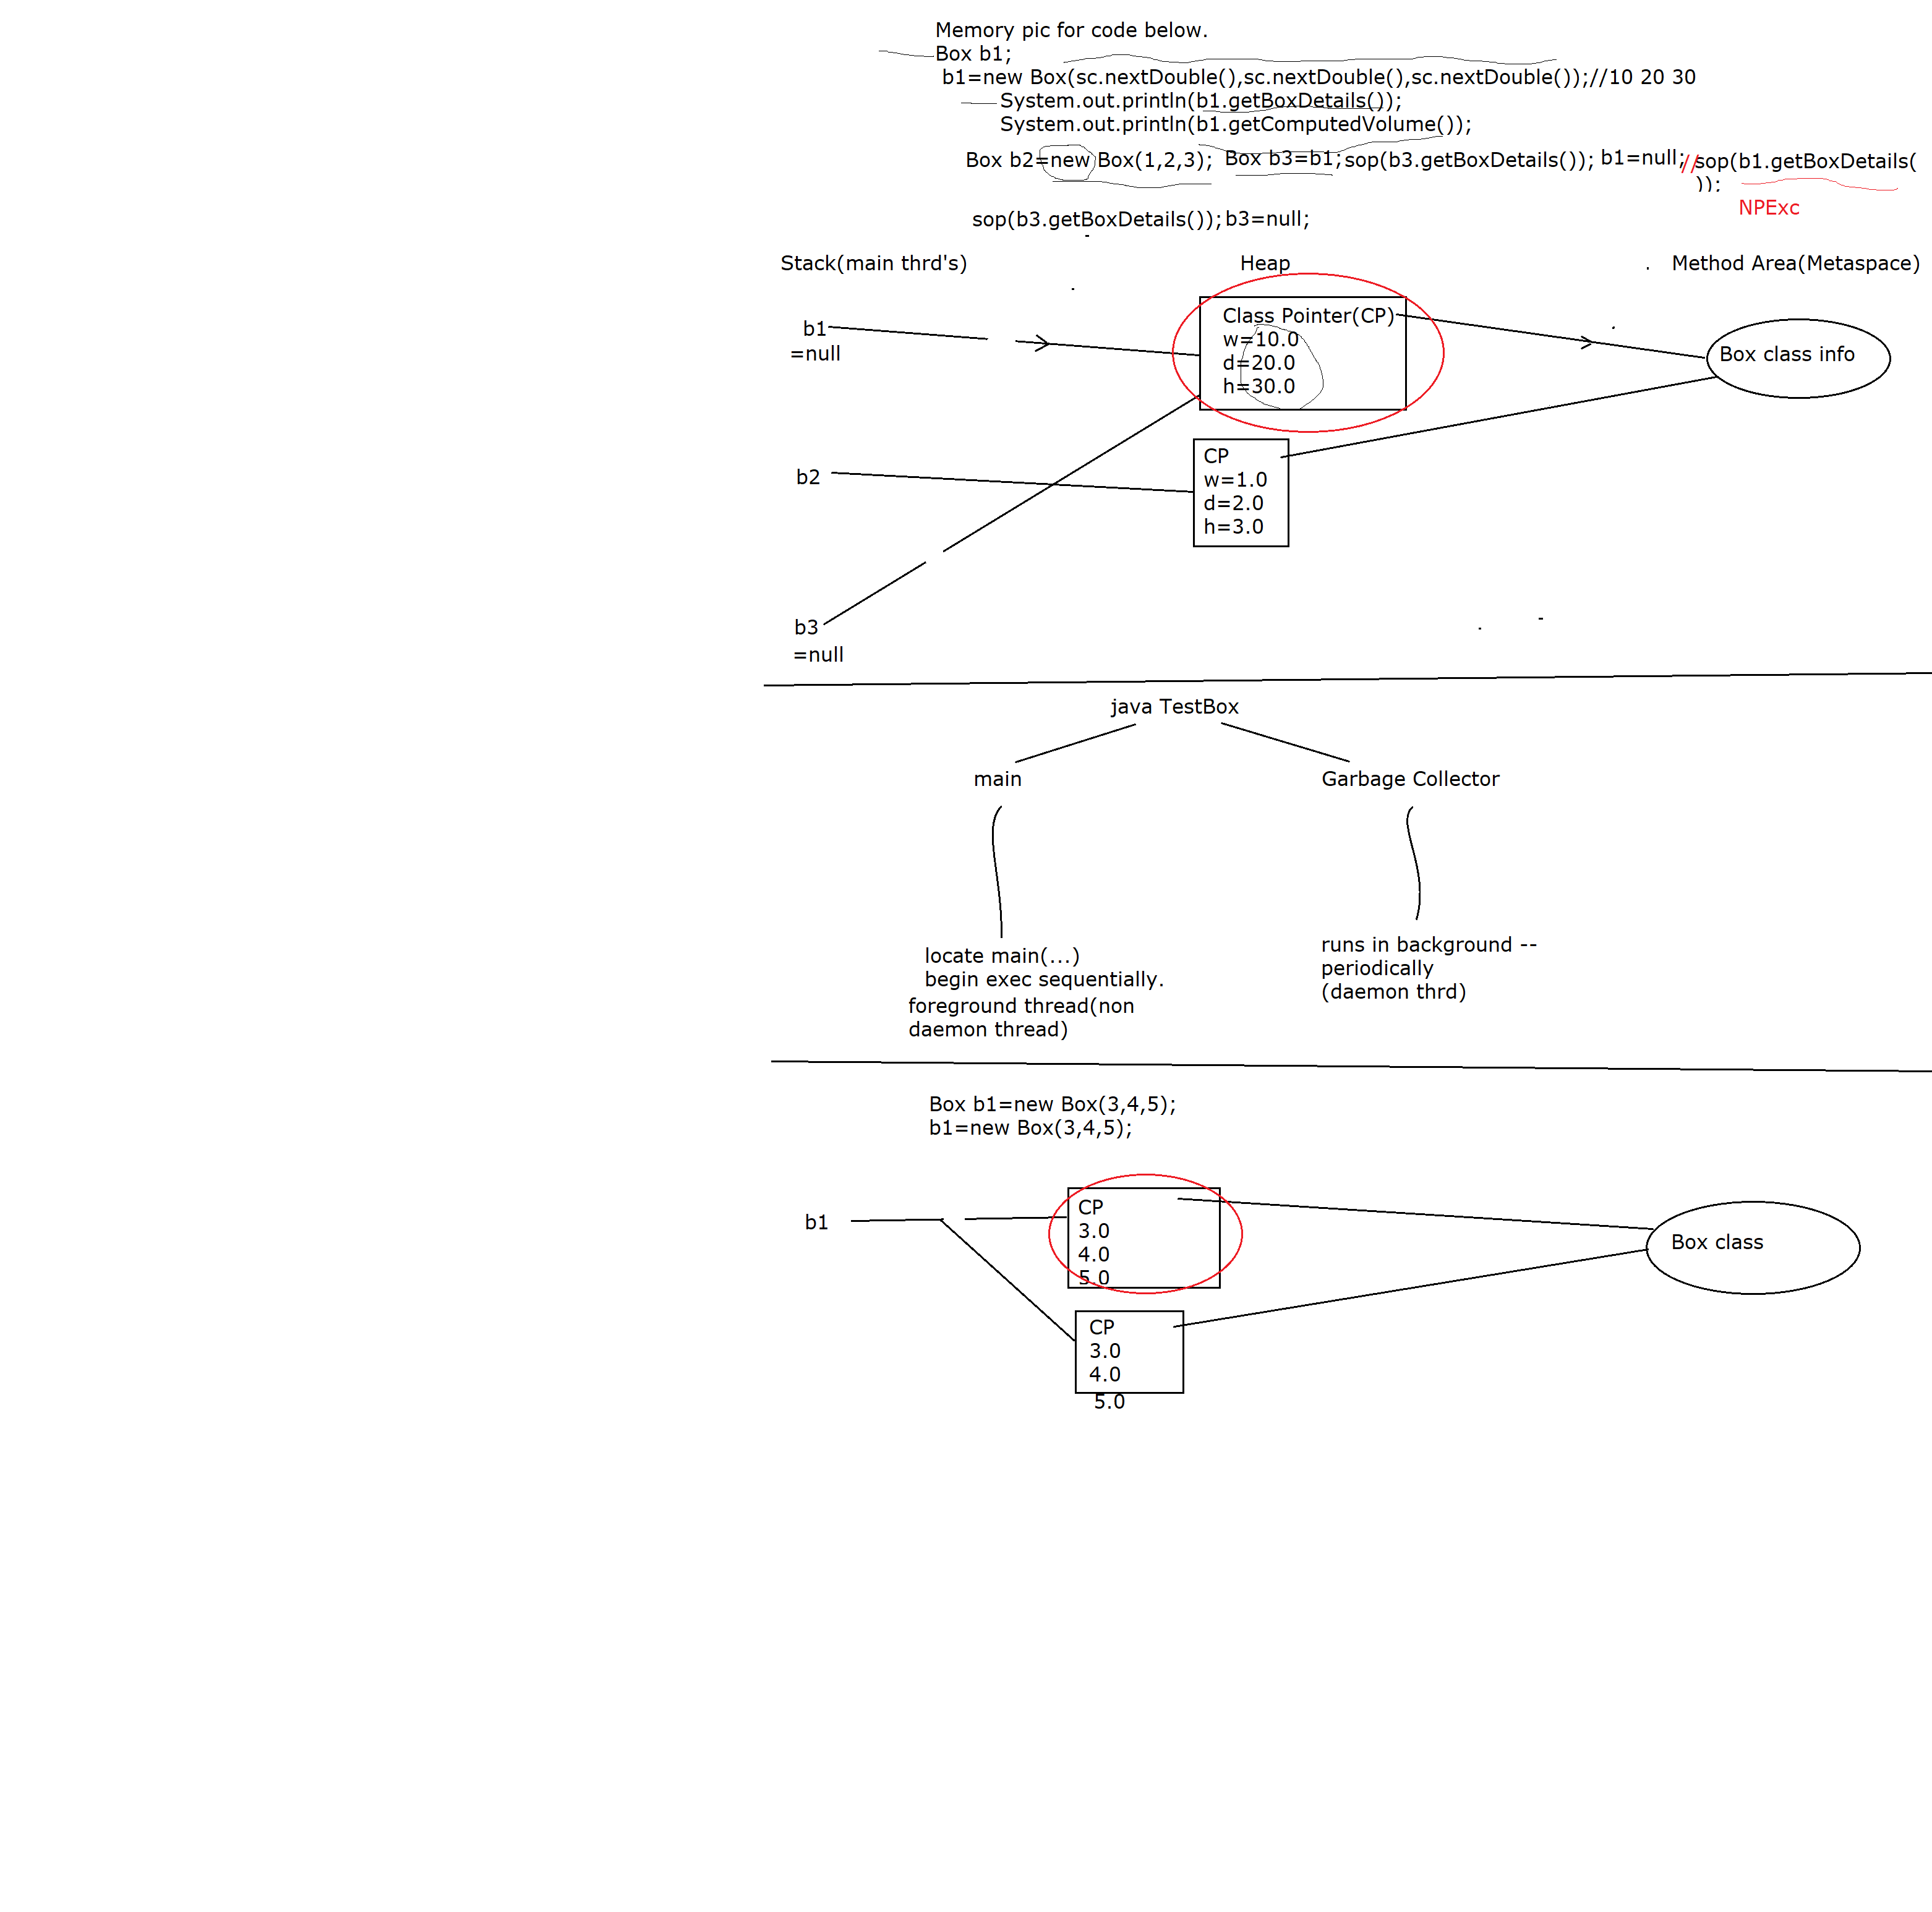 Memory pic for code below.
Box b1;
b1=new Box(sc.nextDouble(),sc.nextDouble(),sc.nextDouble());//10 20 30
System.out.println(b1.getBoxDetails());
System.out.println(b1.getComputedVolume());
Box b2=new Box(1,2,3); Box b3=b1;sop(b3.getBoxDetails()); b1=null;//sop(b1.getBoxDetails(
));
NPExc
sop(b3.getBoxDetails());b3=null;
Stack(main thrd's) Heap Method Area(Metaspace)
b1
=null
Class Pointer(CP)
w=10.0
d=20.0
h=30.0
Box class info
b2
CP
w=1.0
d=2.0
h=3.0
b3
=null
java TestBox
main Garbage Collector
locate main(...)
begin exec sequentially.
foreground thread(non
daemon thread)
runs in background --
periodically
(daemon thrd)
Box b1=new Box(3,4,5);
b1=new Box(3,4,5);
b1
CP
3.0
4.0
5.0
Box class
CP
3.0
4.0
5.0